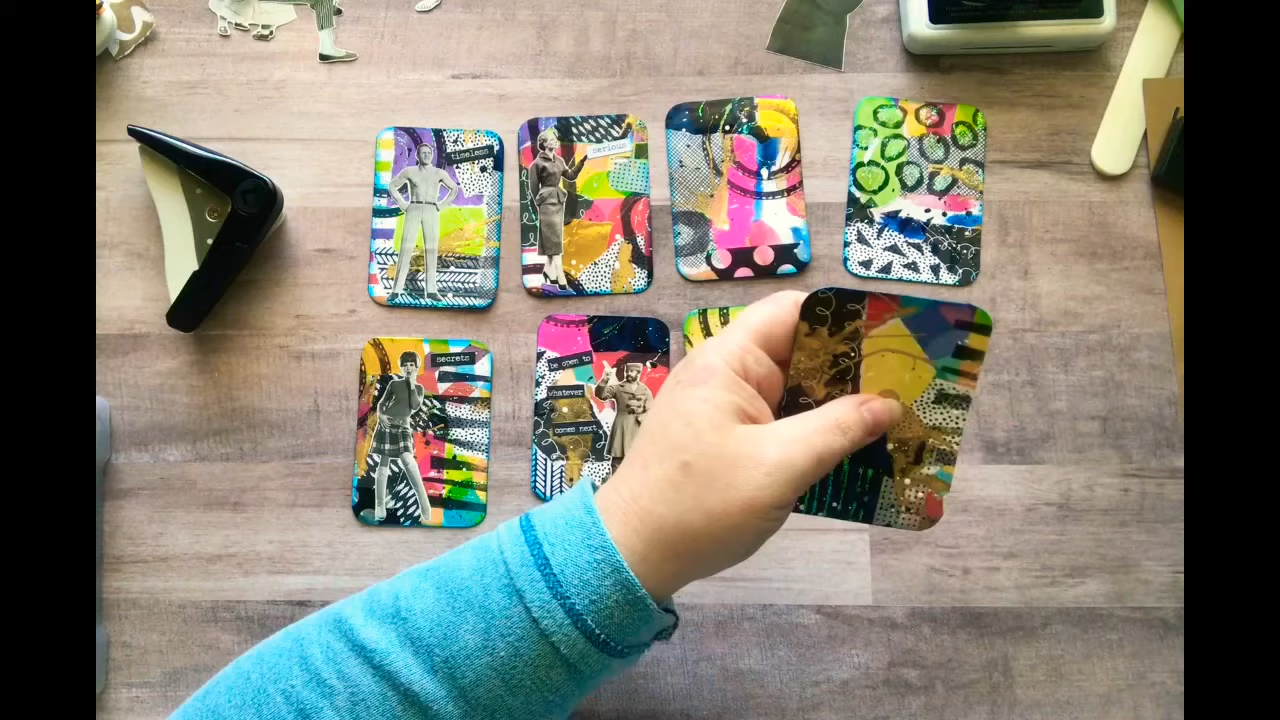 timeless
serious
secrets
be open to
whatever
comes next